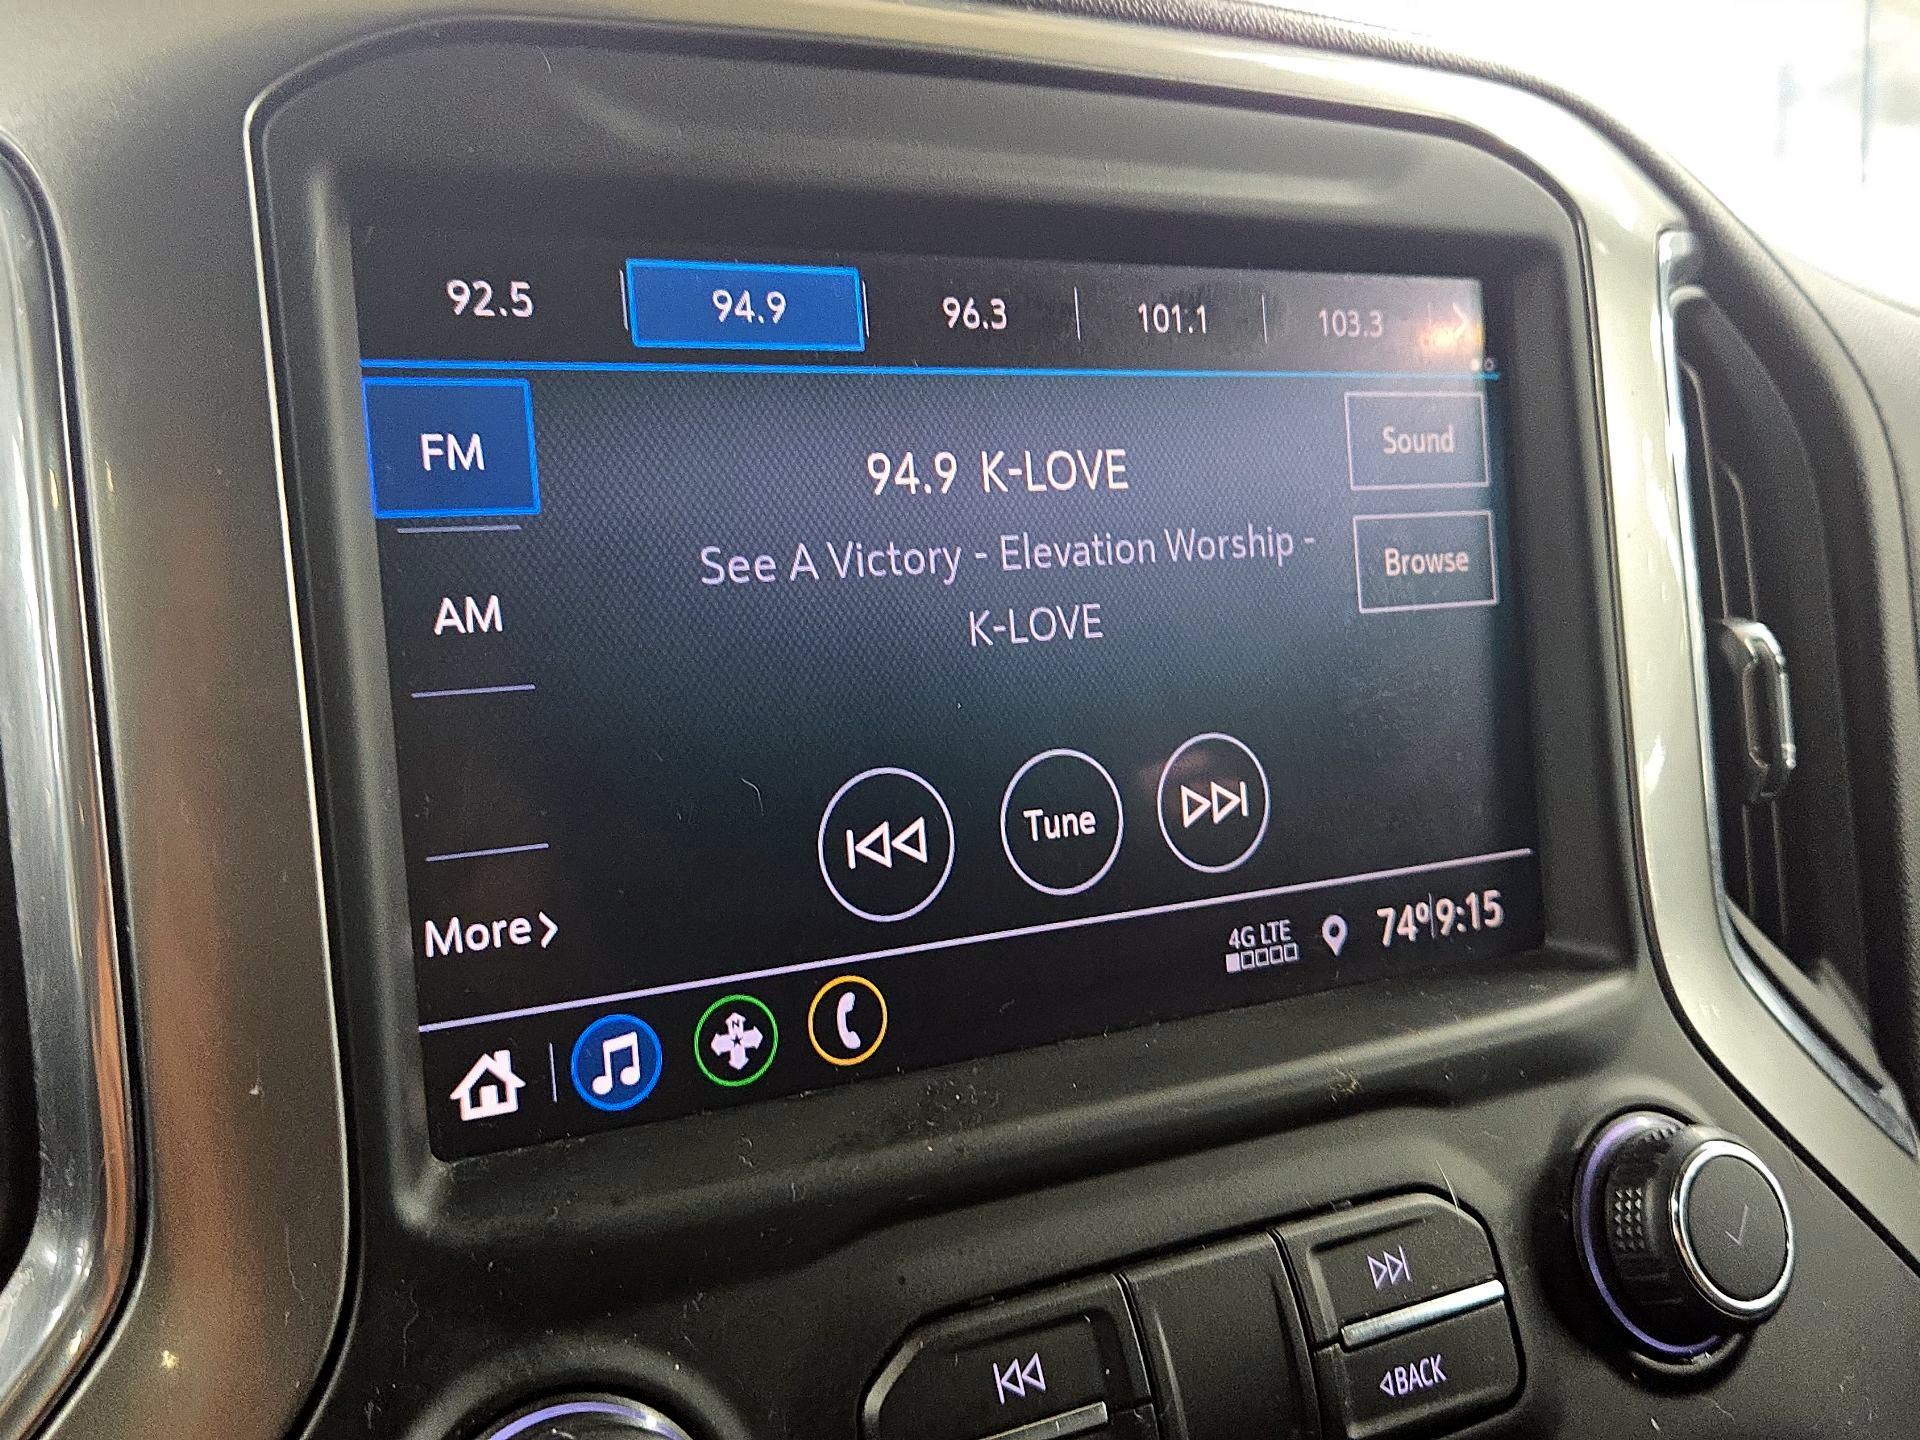 92.5 94.9 96.3 101.1 103.3
FM
94.9 K-LOVE
Sound
See A Victory - Elevation Worship -
K-LOVE
Browse
AM
Tune
More
4G LTE
74° 9:15
N
BACK